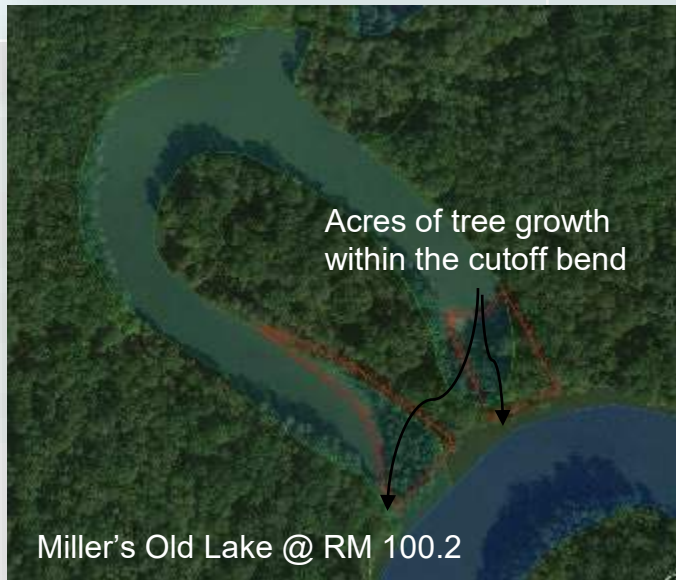 Acres of tree growth
within the cutoff bend
Miller's Old Lake @ RM 100.2